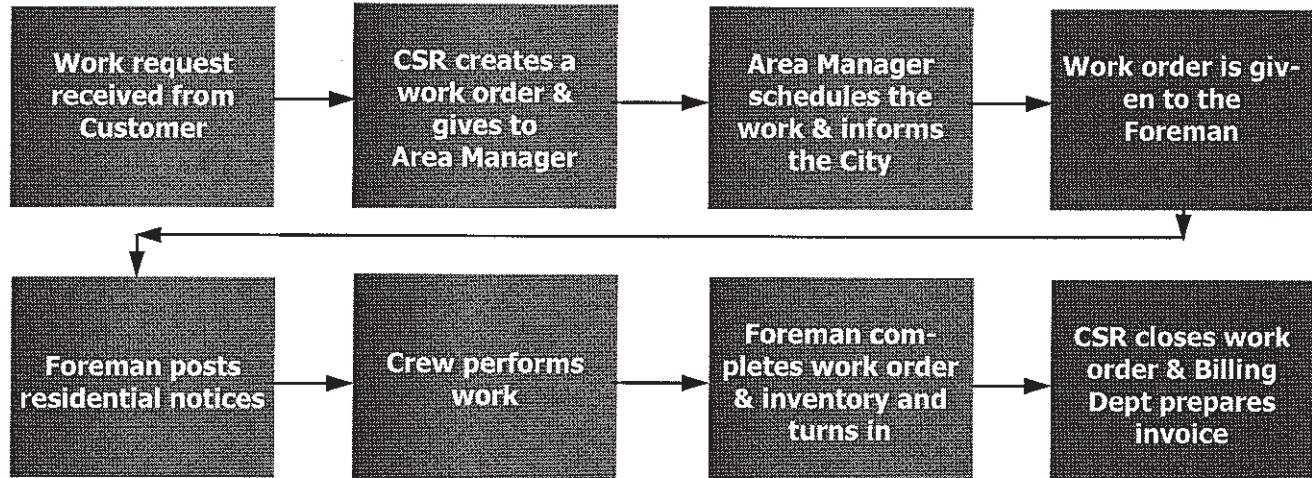 Work request
received from
Customer
CSR creates a
work order &
gives to
Area Manager
Area Manager
schedules the
work & informs
the City
Work order is giv-
en to the
Foreman
Foreman posts
residential notices
Crew performs
work
Foreman com-
pletes work order
& inventory and
turns in
CSR closes work
order & Billing
Dept prepares
invoice